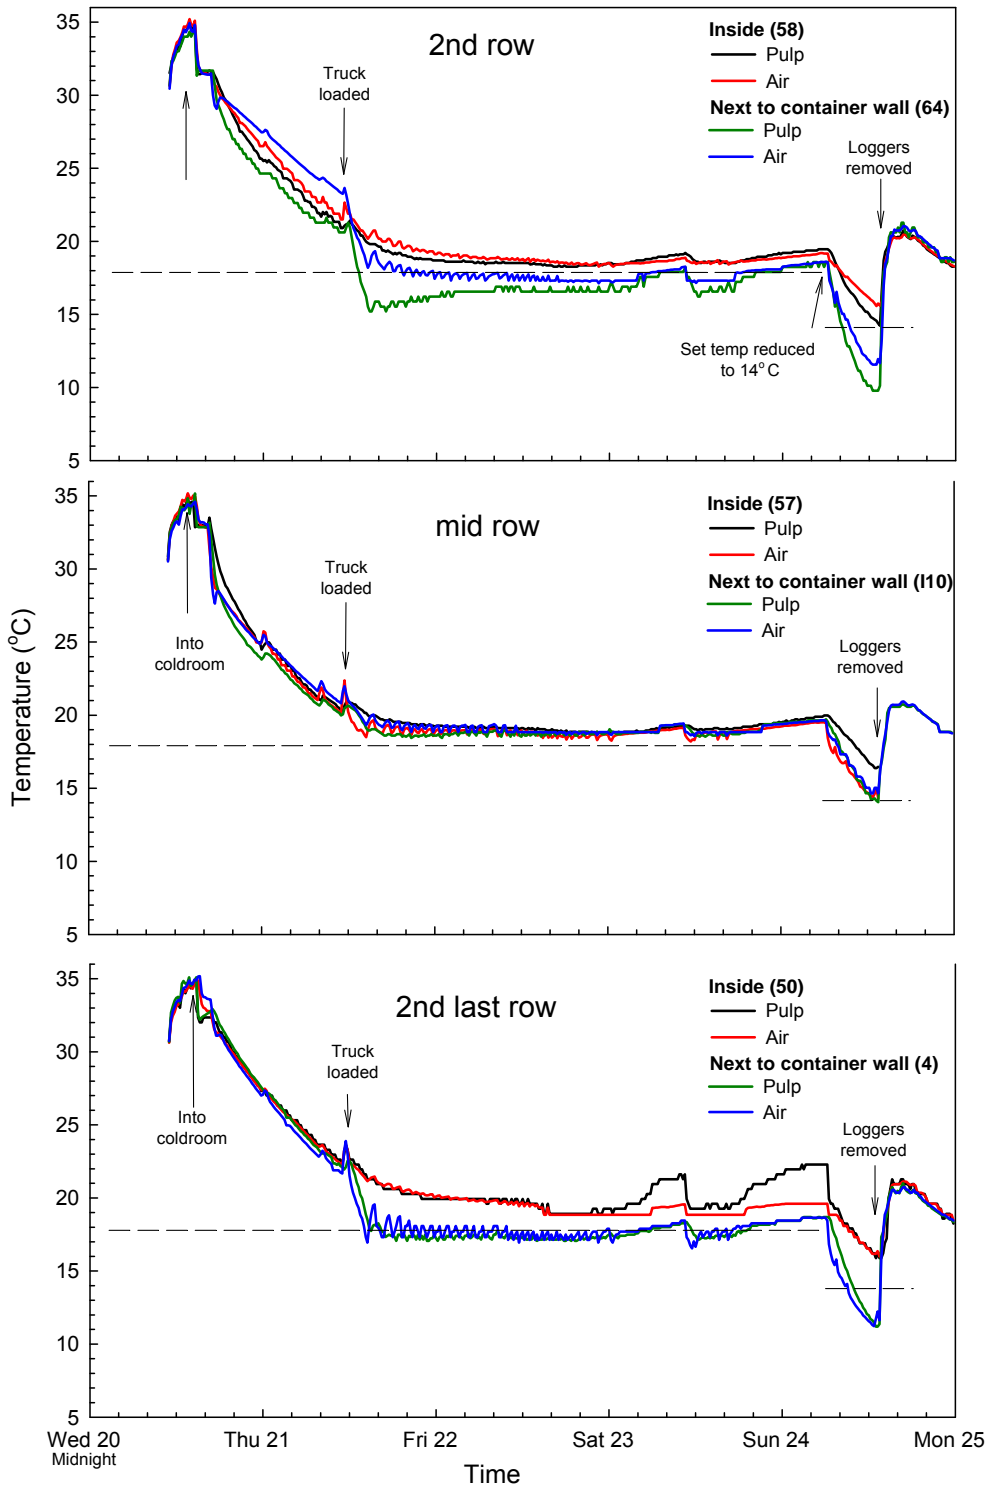 2nd row
Inside (58)
Pulp
Air
Next to container wall (64)
Pulp
Air
Truck
loaded
Loggers
removed
Set temp reduced
to 14°C
35
30
25
20
15
10
5
mid row
Inside (57)
Pulp
Air
Next to container wall (I10)
Pulp
Air
Truck
loaded
Into
coldroom
Loggers
removed
35
30
25
20
15
10
5
Temperature (°C)
2nd last row
Inside (50)
Pulp
Air
Next to container wall (4)
Pulp
Air
Truck
loaded
Into
coldroom
Loggers
removed
35
30
25
20
15
10
5
Wed 20 Thu 21 Fri 22 Sat 23 Sun 24 Mon 25
Midnight
Time